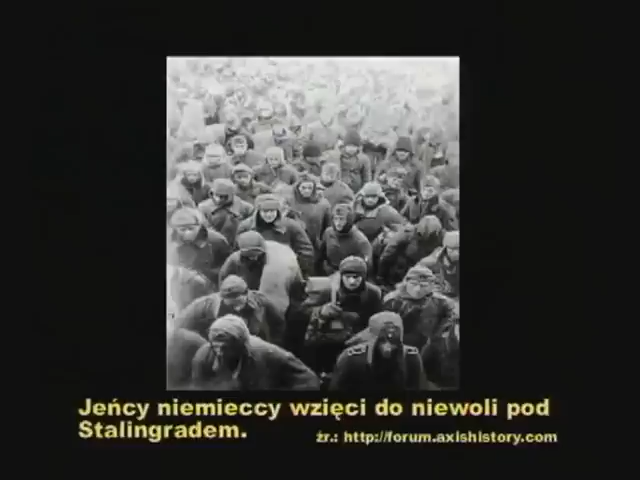 Jeńcy niemieccy wzięci do niewoli pod
Stalingradem.
źr.: http://forum.axishistory.com